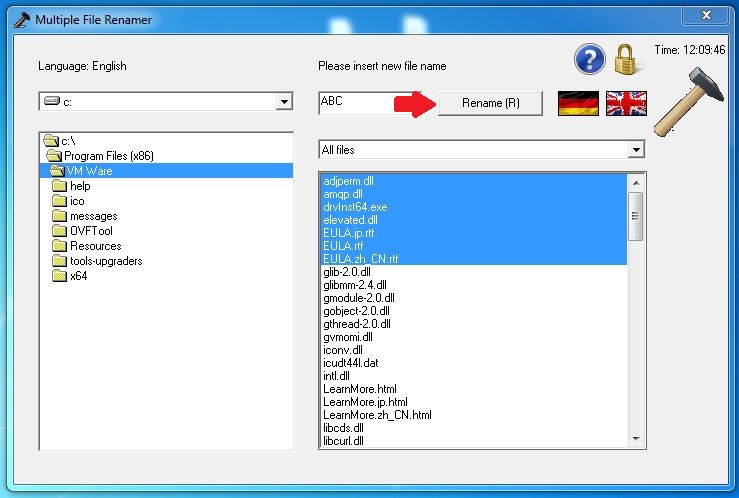 Multiple File Renamer
X
Time: 12:09:46
Language: English
Please insert new file name
?
c:
ABC
Rename (R)
All files
c:\
Program Files (x86)
VM Ware
help
ico
messages
OVFTool
Resources
tools-upgraders
x64
adjperm.dll
amqp.dll
drvInst64.exe
elevated.dll
EULA.jp.rtf
EULA.rtf
EULA.zh_CN.rtf
glib-2.0.dll
glibmm-2.4.dll
gmodule-2.0.dll
gobject-2.0.dll
gthread-2.0.dll
gvmomi.dll
iconv.dll
icudt44l.dat
intl.dll
LearnMore.html
LearnMore.jp.html
LearnMore.zh_CN.html
libcds.dll
libcurl.dll